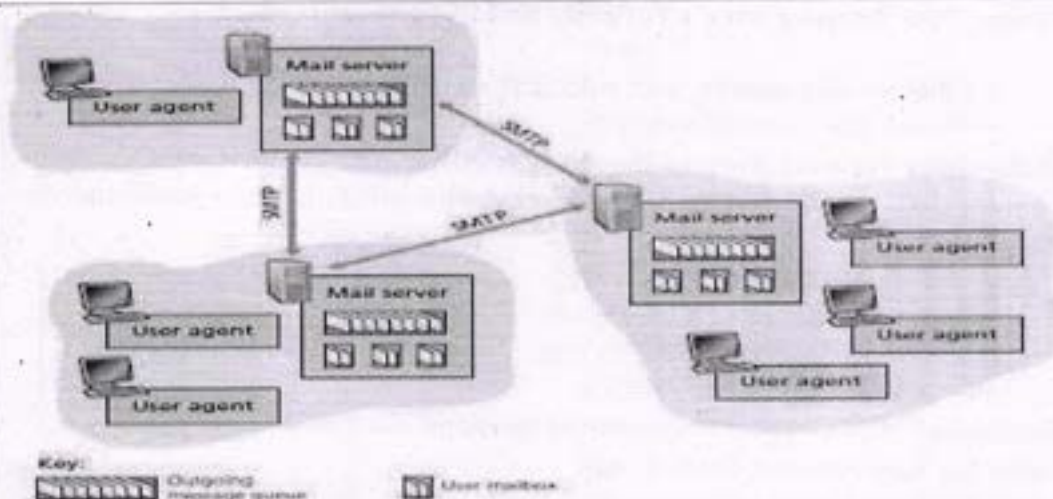 Mail server
User agent
SMTP
SMTP
SMTP
Mail server
User agent
User agent
User agent
Mail server
User agent
User agent
Key:
Outgoing
message queue
User mailbox